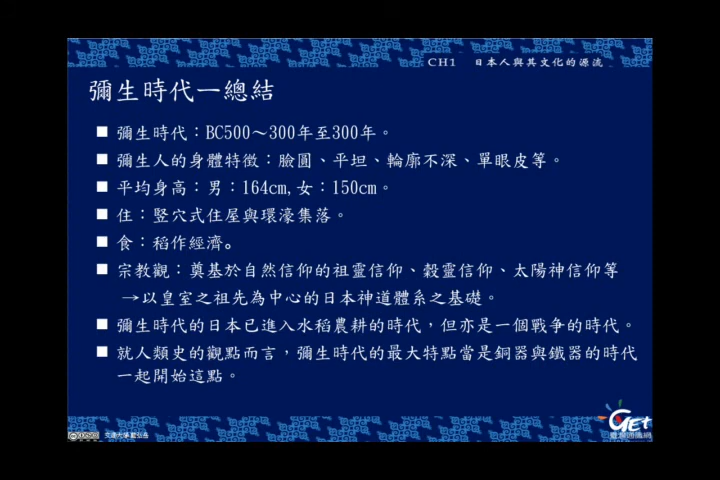 CH1 日本人與其文化的源流
彌生時代－總結
■ 彌生時代：BC500～300年至300年。
■ 彌生人的身體特徵：臉圓、平坦、輪廓不深、單眼皮等。
■ 平均身高：男：164cm,女：150cm。
■ 住：竪穴式住屋與環濠集落。
■ 食：稻作經濟。
■ 宗教觀：奠基於自然信仰的祖靈信仰、穀靈信仰、太陽神信仰等
→以皇室之祖先為中心的日本神道體系之基礎。
■ 彌生時代的日本已進入水稻農耕的時代，但亦是一個戰爭的時代。
■ 就人類史的觀點而言，彌生時代的最大特點當是銅器與鐵器的時代
一起開始這點。
GET